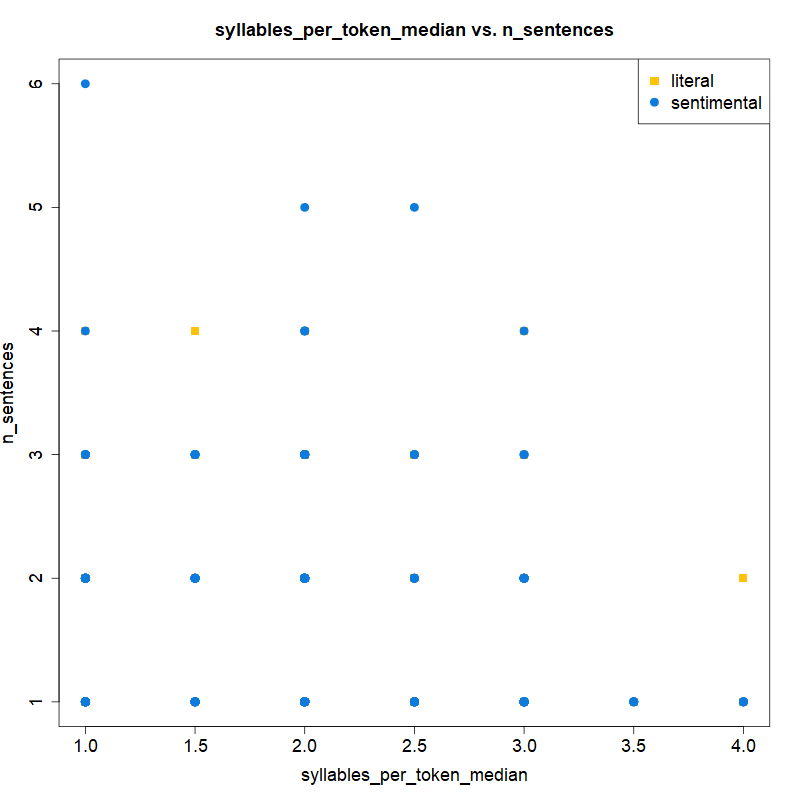 syllables_per_token_median vs. n_sentences
literal
sentimental
n_sentences
6
5
4
3
2
1
1.0 1.5 2.0 2.5 3.0 3.5 4.0
syllables_per_token_median